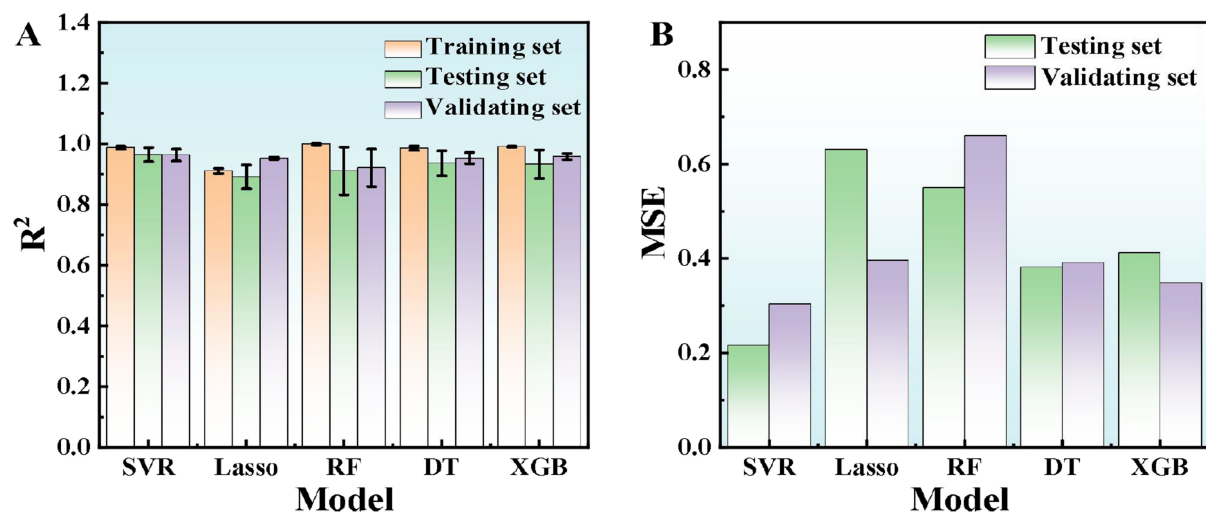 A
Training set
Testing set
Validating set
1.4
1.2
1.0
0.8
0.6
0.4
0.2
0.0
R²
SVR Lasso RF DT XGB
Model
B
Testing set
Validating set
0.8
0.6
0.4
0.2
0.0
MSE
SVR Lasso RF DT XGB
Model